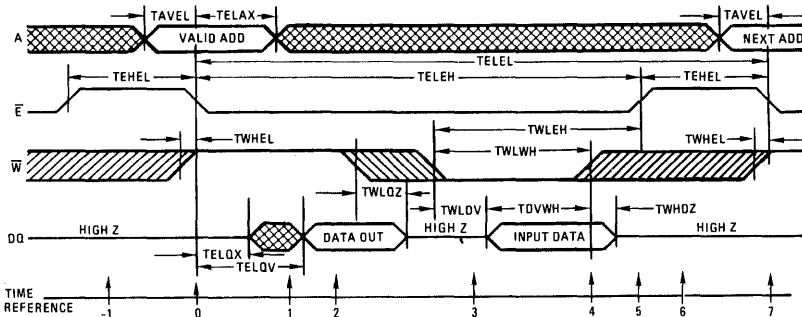 TAVEL TELAX TAVEL
A VALID ADD NEXT ADD
TELEL
TEHEL TELEH TEHEL
E
TWLEH
TWHEL TWLWH TWHEL
W
TWLQZ TWLDV TDVWH TWHDZ
DQ HIGH Z DATA OUT HIGH Z INPUT DATA HIGH Z
TELQX
TELQV
TIME
REFERENCE
-1 0 1 2 3 4 5 6 7